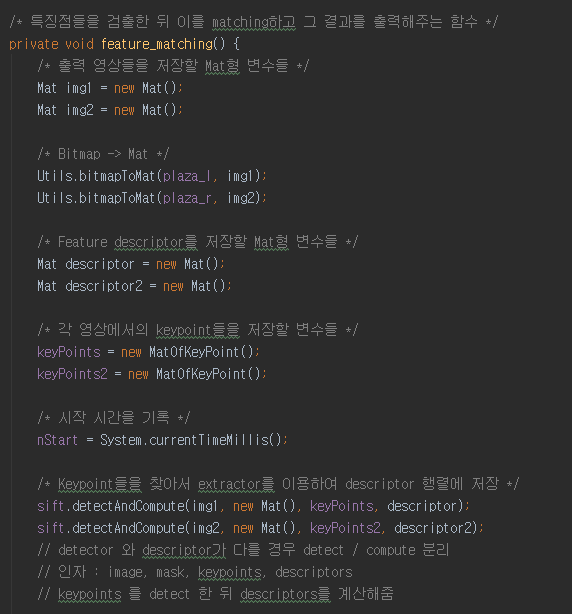 /* 특징점들을 검출한 뒤 이를 matching하고 그 결과를 출력해주는 함수 */
private void feature_matching() {
/* 출력 영상들을 저장할 Mat형 변수들 */
Mat img1 = new Mat();
Mat img2 = new Mat();
/* Bitmap -> Mat */
Utils.bitmapToMat(plaza_l, img1);
Utils.bitmapToMat(plaza_r, img2);
/* Feature descriptor를 저장할 Mat형 변수들 */
Mat descriptor = new Mat();
Mat descriptor2 = new Mat();
/* 각 영상에서의 keypoint들을 저장할 변수들 */
keyPoints = new MatOfKeyPoint();
keyPoints2 = new MatOfKeyPoint();
/* 시작 시간을 기록 */
nStart = System.currentTimeMillis();
/* Keypoint들을 찾아서 extractor를 이용하여 descriptor 행렬에 저장 */
sift.detectAndCompute(img1, new Mat(), keyPoints, descriptor);
sift.detectAndCompute(img2, new Mat(), keyPoints2, descriptor2);
// detector 와 descriptor가 다를 경우 detect / compute 분리
// 인자 : image, mask, keypoints, descriptors
// keypoints 를 detect 한 뒤 descriptors를 계산해줌